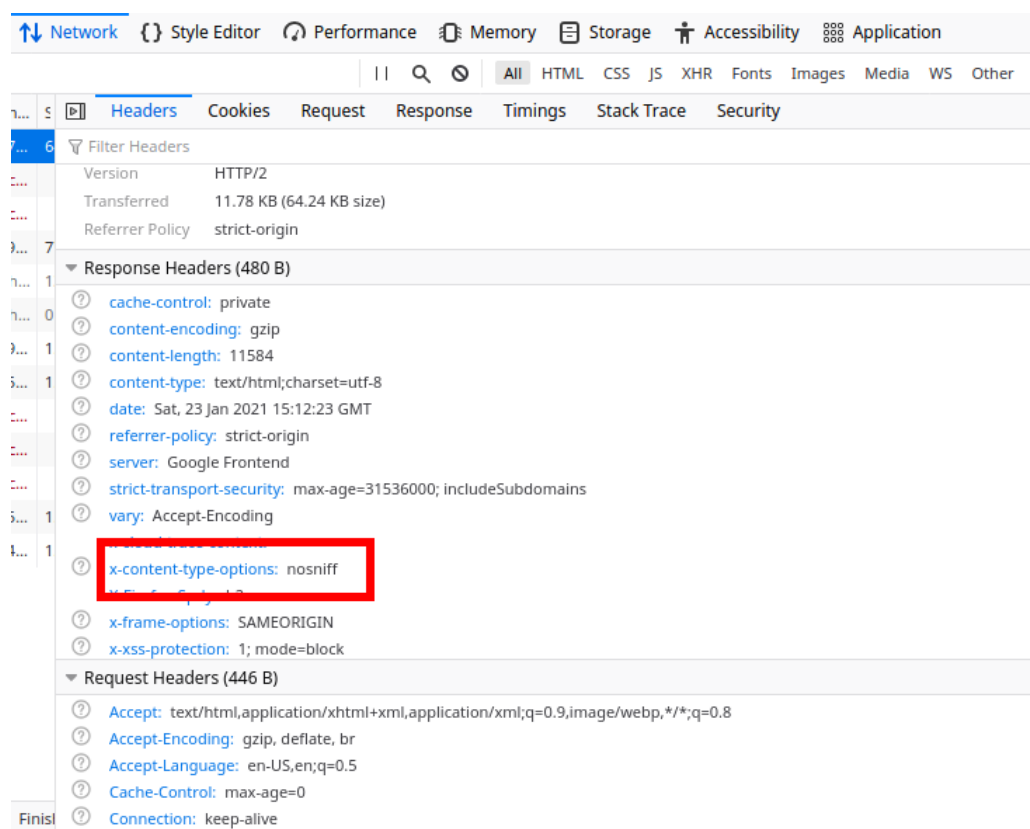 Network {} Style Editor Performance Memory Storage Accessibility Application
All HTML CSS JS XHR Fonts Images Media WS Other
Headers Cookies Request Response Timings Stack Trace Security
Filter Headers
Version HTTP/2
Transferred 11.78 KB (64.24 KB size)
Referrer Policy strict-origin
Response Headers (480 B)
cache-control: private
content-encoding: gzip
content-length: 11584
content-type: text/html;charset=utf-8
date: Sat, 23 Jan 2021 15:12:23 GMT
referrer-policy: strict-origin
server: Google Frontend
strict-transport-security: max-age=31536000; includeSubdomains
vary: Accept-Encoding
x-content-type-options: nosniff
x-frame-options: SAMEORIGIN
x-xss-protection: 1; mode=block
Request Headers (446 B)
Accept: text/html,application/xhtml+xml,application/xml;q=0.9,image/webp,*/*;q=0.8
Accept-Encoding: gzip, deflate, br
Accept-Language: en-US,en;q=0.5
Cache-Control: max-age=0
Connection: keep-alive